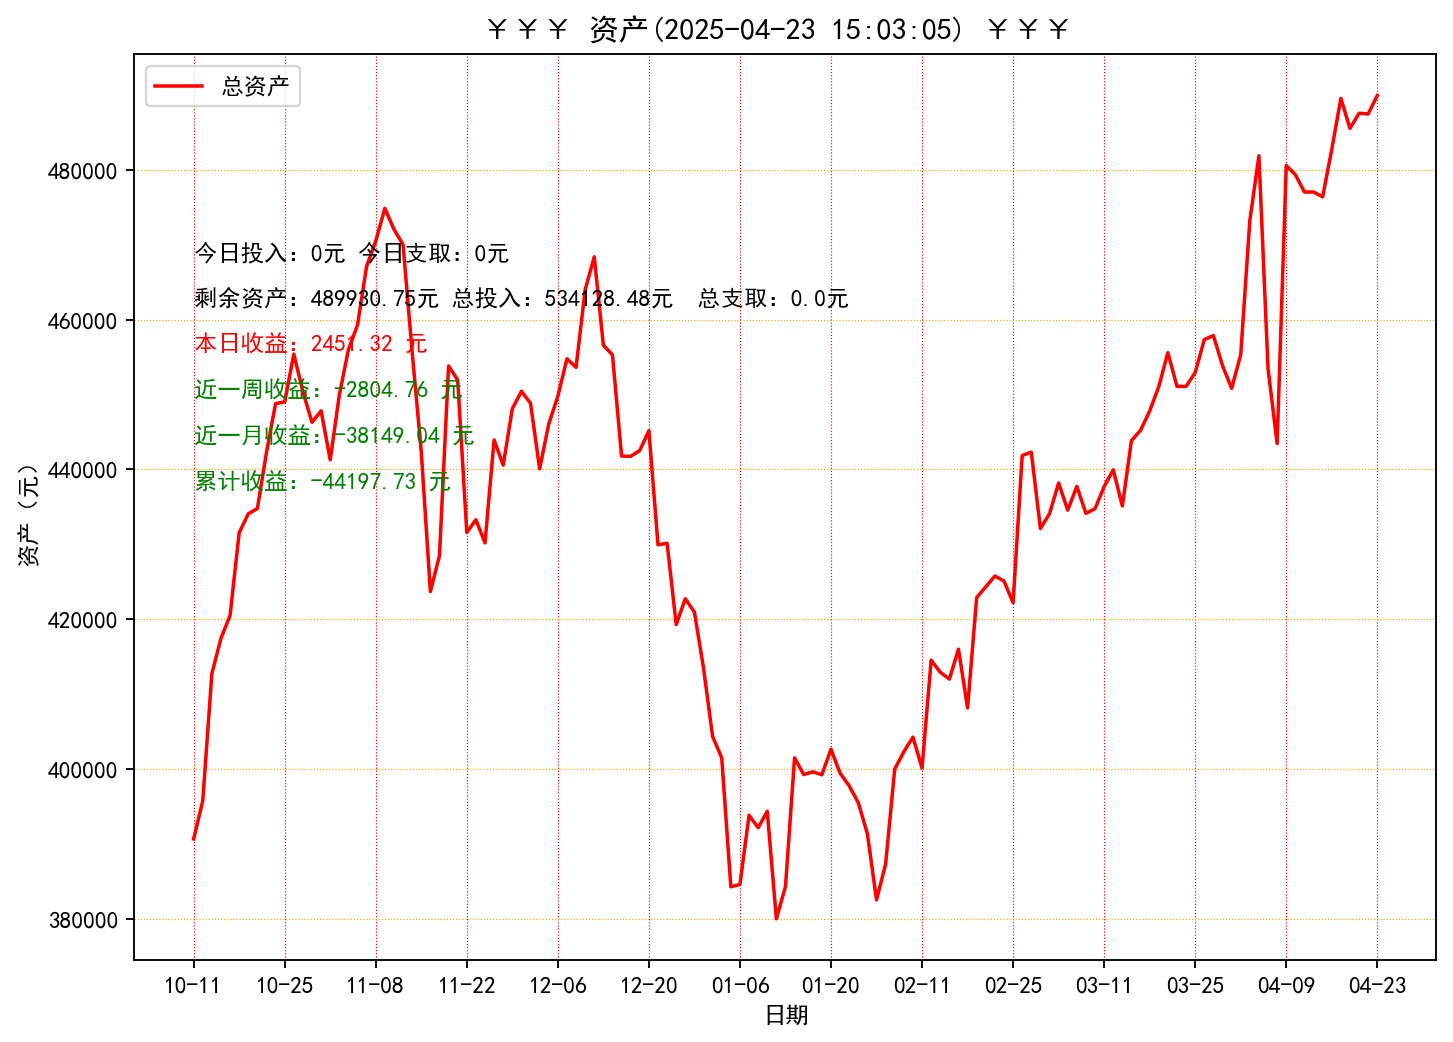 ￥￥￥ 资产(2025-04-23 15:03:05) ￥￥￥
总资产
480000
460000
440000
420000
400000
380000
资产（元）
今日投入：0元 今日支取：0元
剩余资产：489930.75元 总投入：534128.48元  总支取：0.0元
本日收益：2451.32 元
近一周收益：-2804.76 元
近一月收益：-38149.04 元
累计收益：-44197.73 元
10-11 10-25 11-08 11-22 12-06 12-20 01-06 01-20 02-11 02-25 03-11 03-25 04-09 04-23
日期